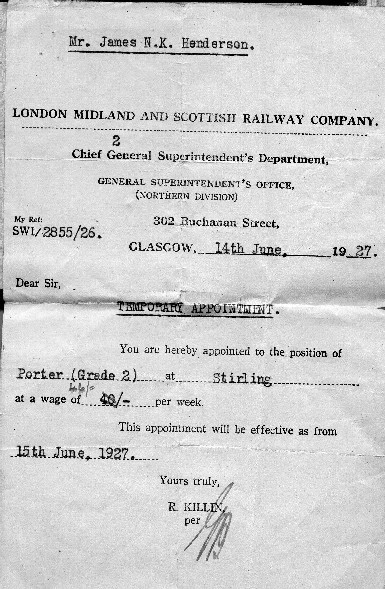 Mr. James N.K. Henderson.
LONDON MIDLAND AND SCOTTISH RAILWAY COMPANY.
2
Chief General Superintendent's Department,
GENERAL SUPERINTENDENT'S OFFICE,
(NORTHERN DIVISION)
My Ref:
302 Buchanan Street,
SW1/2855/26.
GLASGOW, 14th June, 1927.
Dear Sir,
TEMPORARY APPOINTMENT.
You are hereby appointed to the position of
Porter (Grade 2) at Stirling
46/-
at a wage of 40/- per week.
This appointment will be effective as from
15th June, 1927.
Yours truly,
R. KILLIN,
per